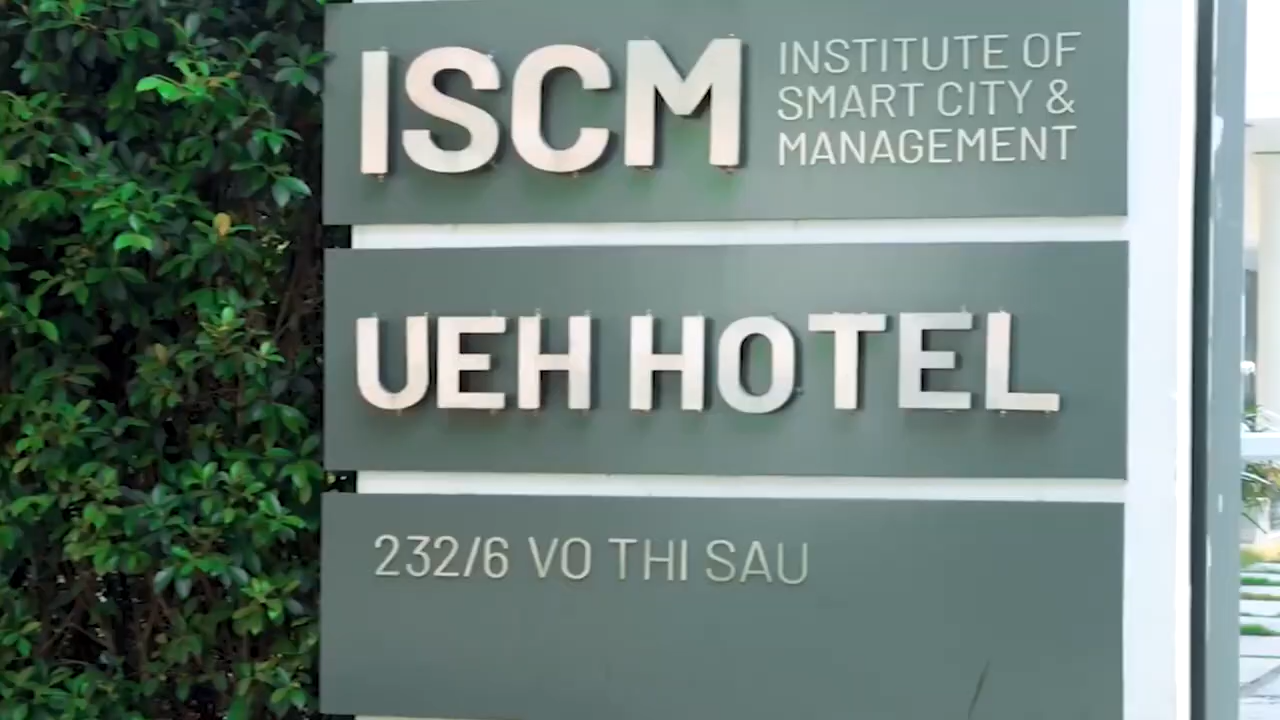 ISCM
INSTITUTE OF
SMART CITY &
MANAGEMENT
UEH HOTEL
232/6 VO THI SAU